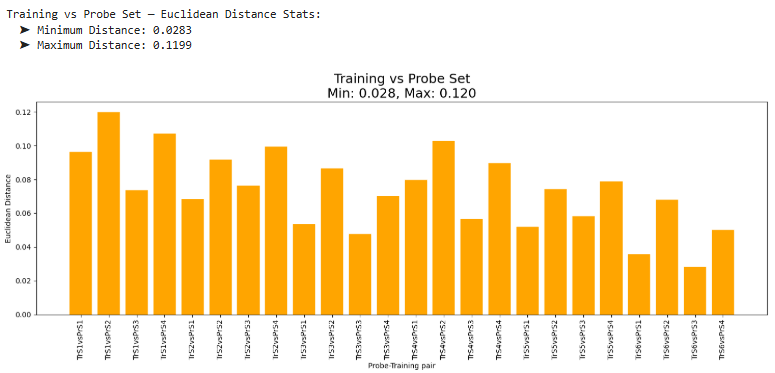 Training vs Probe Set — Euclidean Distance Stats:
➤ Minimum Distance: 0.0283
➤ Maximum Distance: 0.1199
Training vs Probe Set
Min: 0.028, Max: 0.120
0.12
0.10
0.08
0.06
0.04
0.02
0.00
Euclidean Distance
TrS1vsPrS1
TrS1vsPrS2
TrS1vsPrS3
TrS1vsPrS4
TrS2vsPrS1
TrS2vsPrS2
TrS2vsPrS3
TrS2vsPrS4
TrS3vsPrS1
TrS3vsPrS2
TrS3vsPrS3
TrS3vsPrS4
TrS4vsPrS1
TrS4vsPrS2
TrS4vsPrS3
TrS4vsPrS4
TrS5vsPrS1
TrS5vsPrS2
TrS5vsPrS3
TrS5vsPrS4
TrS6vsPrS1
TrS6vsPrS2
TrS6vsPrS3
TrS6vsPrS4
Probe-Training pair